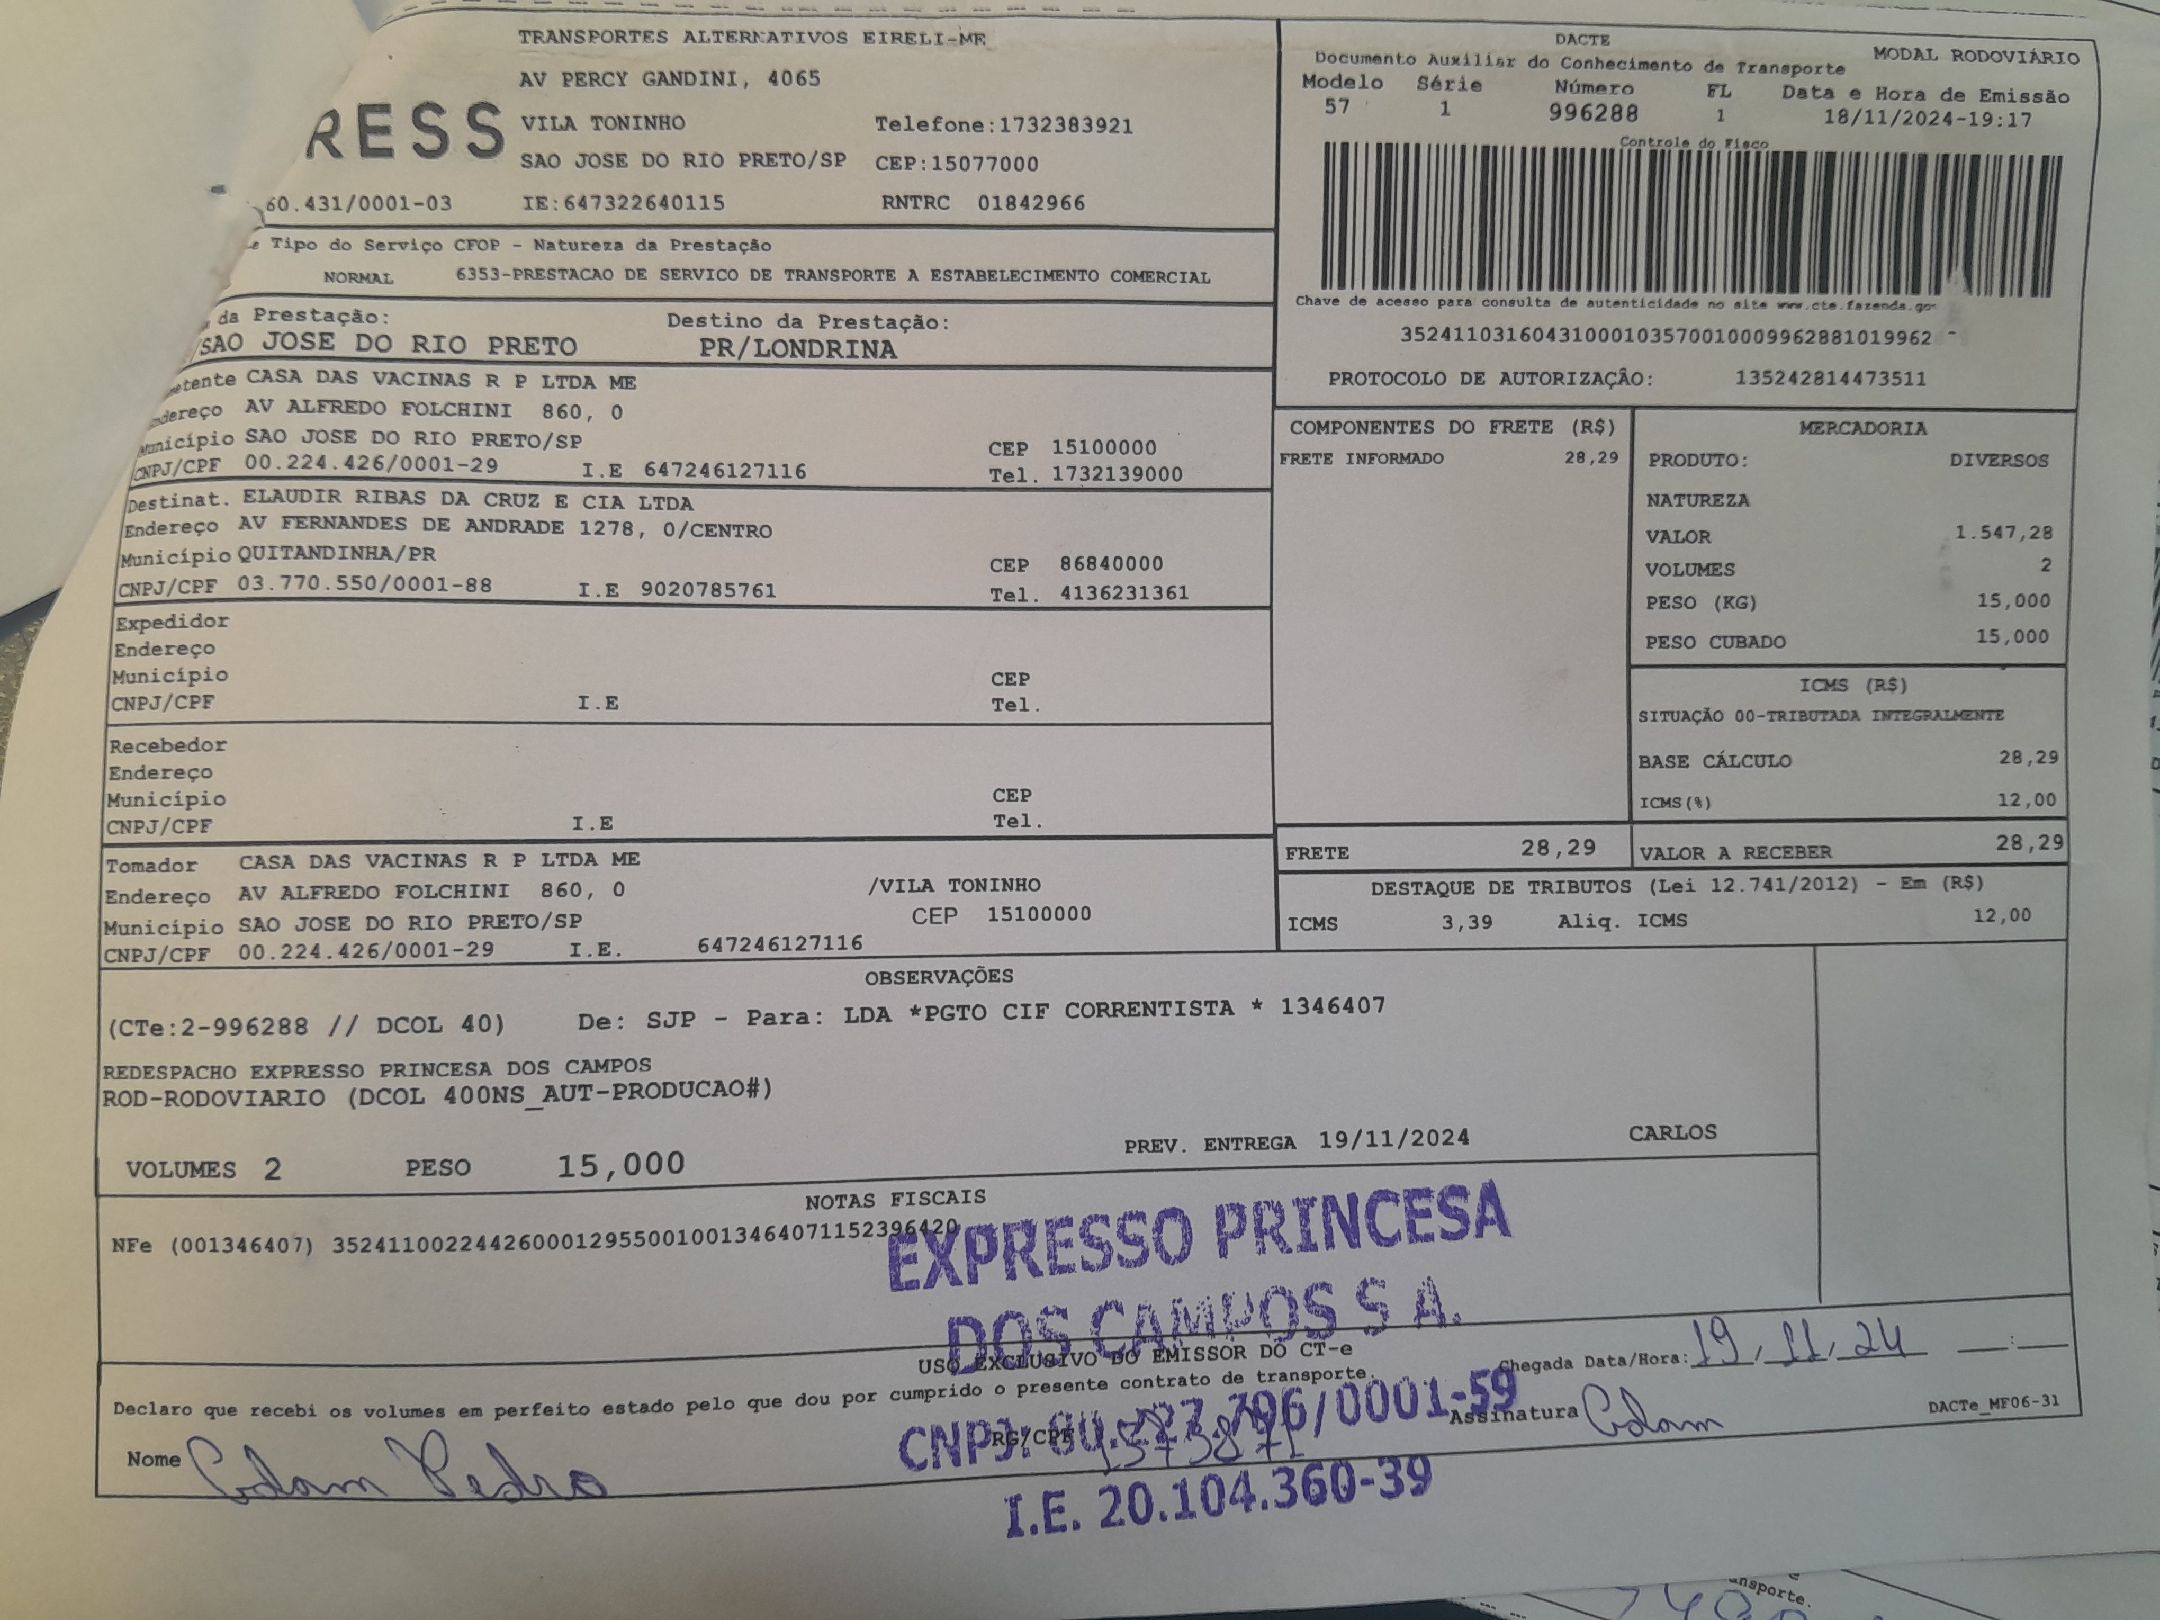 TRANSPORTES ALTERNATIVOS EIRELI-ME
AV PERCY GANDINI, 4065
RESS
VILA TONINHO Telefone:1732383921
SAO JOSE DO RIO PRETO/SP CEP:15077000
60.431/0001-03 IE:647322640115 RNTRC 01842966
DACTE
Documento Auxiliar do Conhecimento de Transporte MODAL RODOVIÁRIO
Modelo Série Número FL Data e Hora de Emissão
57 1 996288 1 18/11/2024-19:17
Controle do Fisco
Chave de acesso para consulta de autenticidade no site www.cte.fazenda.gov
PROTOCOLO DE AUTORIZAÇÃO: 135242814473511
Tipo do Serviço CFOP - Natureza da Prestação
NORMAL 6353-PRESTACAO DE SERVICO DE TRANSPORTE A ESTABELECIMENTO COMERCIAL
da Prestação: Destino da Prestação:
/SAO JOSE DO RIO PRETO PR/LONDRINA
etente CASA DAS VACINAS R P LTDA ME
ndereço AV ALFREDO FOLCHINI 860, 0
Município SAO JOSE DO RIO PRETO/SP CEP 15100000
CNPJ/CPF 00.224.426/0001-29 I.E 647246127116 Tel. 1732139000
Destinat. ELAUDIR RIBAS DA CRUZ E CIA LTDA
Endereço AV FERNANDES DE ANDRADE 1278, 0/CENTRO
Município QUITANDINHA/PR CEP 86840000
CNPJ/CPF 03.770.550/0001-88 I.E 9020785761 Tel. 4136231361
Expedidor
Endereço
Município CEP
CNPJ/CPF I.E Tel.
Recebedor
Endereço
Município CEP
CNPJ/CPF I.E Tel.
Tomador CASA DAS VACINAS R P LTDA ME
Endereço AV ALFREDO FOLCHINI 860, 0 /VILA TONINHO
Município SAO JOSE DO RIO PRETO/SP CEP 15100000
CNPJ/CPF 00.224.426/0001-29 I.E. 647246127116
COMPONENTES DO FRETE (R$)
FRETE INFORMADO 28,29
MERCADORIA
PRODUTO: DIVERSOS
NATUREZA
VALOR 1.547,28
VOLUMES 2
PESO (KG) 15,000
PESO CUBADO 15,000
ICMS (R$)
SITUAÇÃO 00-TRIBUTADA INTEGRALMENTE
BASE CÁLCULO 28,29
ICMS(%) 12,00
FRETE 28,29 VALOR A RECEBER 28,29
DESTAQUE DE TRIBUTOS (Lei 12.741/2012) - Em (R$)
ICMS 3,39 Aliq. ICMS 12,00
OBSERVAÇÕES
(CTe:2-996288 // DCOL 40) De: SJP - Para: LDA *PGTO CIF CORRENTISTA * 1346407
REDESPACHO EXPRESSO PRINCESA DOS CAMPOS
ROD-RODOVIARIO (DCOL 400NS_AUT-PRODUCAO#)
VOLUMES 2 PESO 15,000 PREV. ENTREGA 19/11/2024 CARLOS
NOTAS FISCAIS
NFe (001346407) 35241100224426000129550010013464071152396420
EXPRESSO PRINCESA
DOS CAMPOS S A.
USO EXCLUSIVO DO EMISSOR DO CT-e
Chegada Data/Hora: 19/11/24 __:__
Declaro que recebi os volumes em perfeito estado pelo que dou por cumprido o presente contrato de transporte.
CNPJ: /0001-59
Nome Adam Pedro RG/CPF Assinatura Adam DACTe_MF06-31
I.E. 20.104.360-39
ansporte.